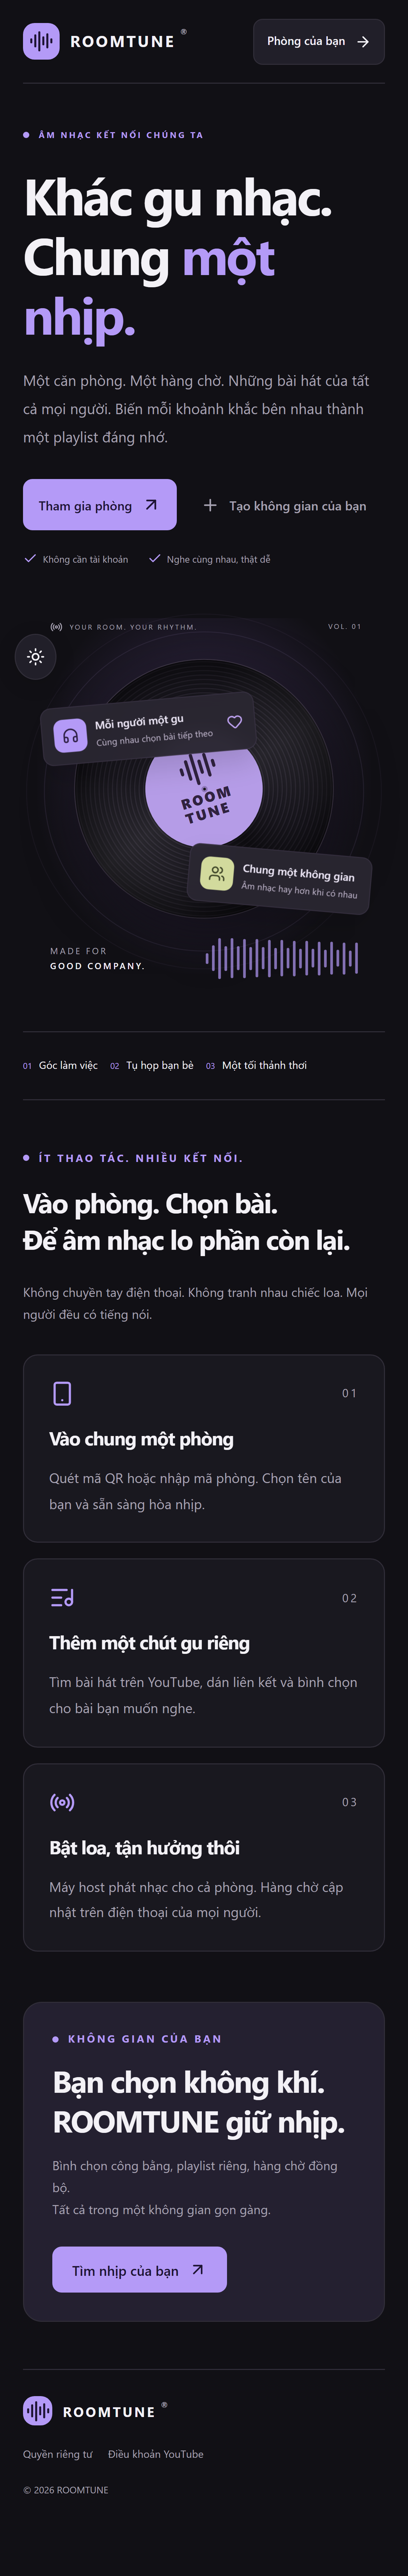 ROOMTUNE ®
Phòng của bạn
ÂM NHẠC KẾT NỐI CHÚNG TA
Khác gu nhạc.
Chung một
nhịp.
Một căn phòng. Một hàng chờ. Những bài hát của tất
cả mọi người. Biến mỗi khoảnh khắc bên nhau thành
một playlist đáng nhớ.
Tham gia phòng
Tạo không gian của bạn
Không cần tài khoản
Nghe cùng nhau, thật dễ
YOUR ROOM. YOUR RHYTHM.
VOL. 01
Mỗi người một gu
Cùng nhau chọn bài tiếp theo
ROOM
TUNE
Chung một không gian
Âm nhạc hay hơn khi có nhau
MADE FOR
GOOD COMPANY.
01 Góc làm việc
02 Tụ họp bạn bè
03 Một tối thảnh thơi
ÍT THAO TÁC. NHIỀU KẾT NỐI.
Vào phòng. Chọn bài.
Để âm nhạc lo phần còn lại.
Không chuyền tay điện thoại. Không tranh nhau chiếc loa. Mọi
người đều có tiếng nói.
01
Vào chung một phòng
Quét mã QR hoặc nhập mã phòng. Chọn tên của
bạn và sẵn sàng hòa nhịp.
02
Thêm một chút gu riêng
Tìm bài hát trên YouTube, dán liên kết và bình chọn
cho bài bạn muốn nghe.
03
Bật loa, tận hưởng thôi
Máy host phát nhạc cho cả phòng. Hàng chờ cập
nhật trên điện thoại của mọi người.
KHÔNG GIAN CỦA BẠN
Bạn chọn không khí.
ROOMTUNE giữ nhịp.
Bình chọn công bằng, playlist riêng, hàng chờ đồng
bộ.
Tất cả trong một không gian gọn gàng.
Tìm nhịp của bạn
ROOMTUNE ®
Quyền riêng tư
Điều khoản YouTube
© 2026 ROOMTUNE